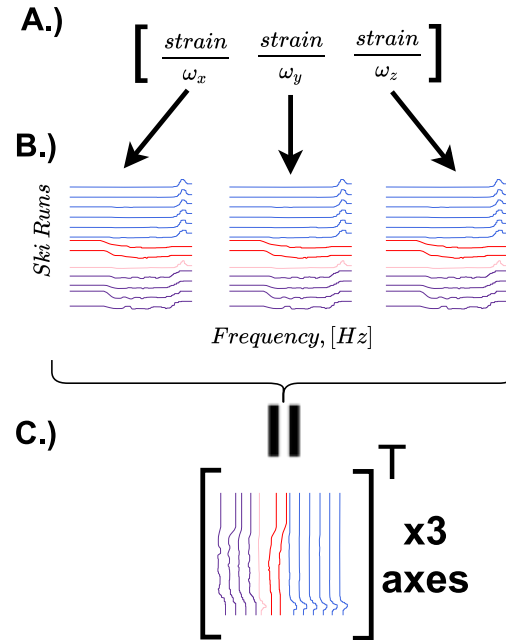 A.)
[ strain/ω_x strain/ω_y strain/ω_z ]
B.)
Ski Runs
Frequency, [Hz]
C.)
T
x3
axes